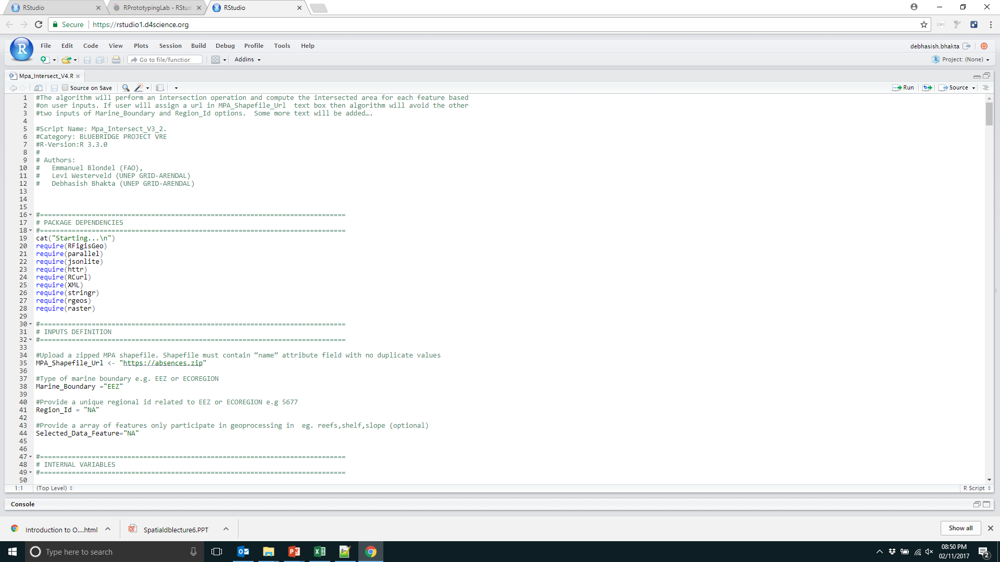 RStudio
RPrototypingLab - RStud
RStudio
Secure https://rstudio1.d4science.org
R File Edit Code View Plots Session Build Debug Profile Tools Help debhasish.bhakta
Go to file/function Addins Project: (None)
Mpa_Intersect_V4.R
Source on Save Run Source
1 #The algorithm will perform an intersection operation and compute the intersected area for each feature based
2 #on user inputs. If user will assign a url in MPA_Shapefile_Url  text box then algorithm will avoid the other
3 #two inputs of Marine_Boundary and Region_Id options.  Some more text will be added….
4
5 #Script Name: Mpa_Intersect_V3_2.
6 #Category: BLUEBRIDGE PROJECT VRE
7 #R-Version:R 3.3.0
8 #
9 # Authors:
10 #   Emmanuel Blondel (FAO),
11 #   Levi Westerveld (UNEP GRID-ARENDAL)
12 #   Debhasish Bhakta (UNEP GRID-ARENDAL)
13
14
15
16 #=============================================================================
17 # PACKAGE DEPENDENCIES
18 #=============================================================================
19 cat("Starting...\n")
20 require(RFigisGeo)
21 require(parallel)
22 require(jsonlite)
23 require(httr)
24 require(RCurl)
25 require(XML)
26 require(stringr)
27 require(rgeos)
28 require(raster)
29
30 #=============================================================================
31 # INPUTS DEFINITION
32 #=============================================================================
33
34 #Upload a zipped MPA shapefile. Shapefile must contain “name” attribute field with no duplicate values
35 MPA_Shapefile_Url <- "https://absences.zip"
36
37 #Type of marine boundary e.g. EEZ or ECOREGION
38 Marine_Boundary ="EEZ"
39
40 #Provide a unique regional id related to EEZ or ECOREGION e.g 5677
41 Region_Id = "NA"
42
43 #Provide a array of features only participate in geoprocessing in  eg. reefs,shelf,slope (optional)
44 Selected_Data_Feature="NA"
45
46
47 #=============================================================================
48 # INTERNAL VARIABLES
49 #=============================================================================
50
1:1 (Top Level) R Script
Console
Introduction to O....html Spatialdblecture6.PPT Show all
Type here to search
08:50 PM
02/11/2017
2